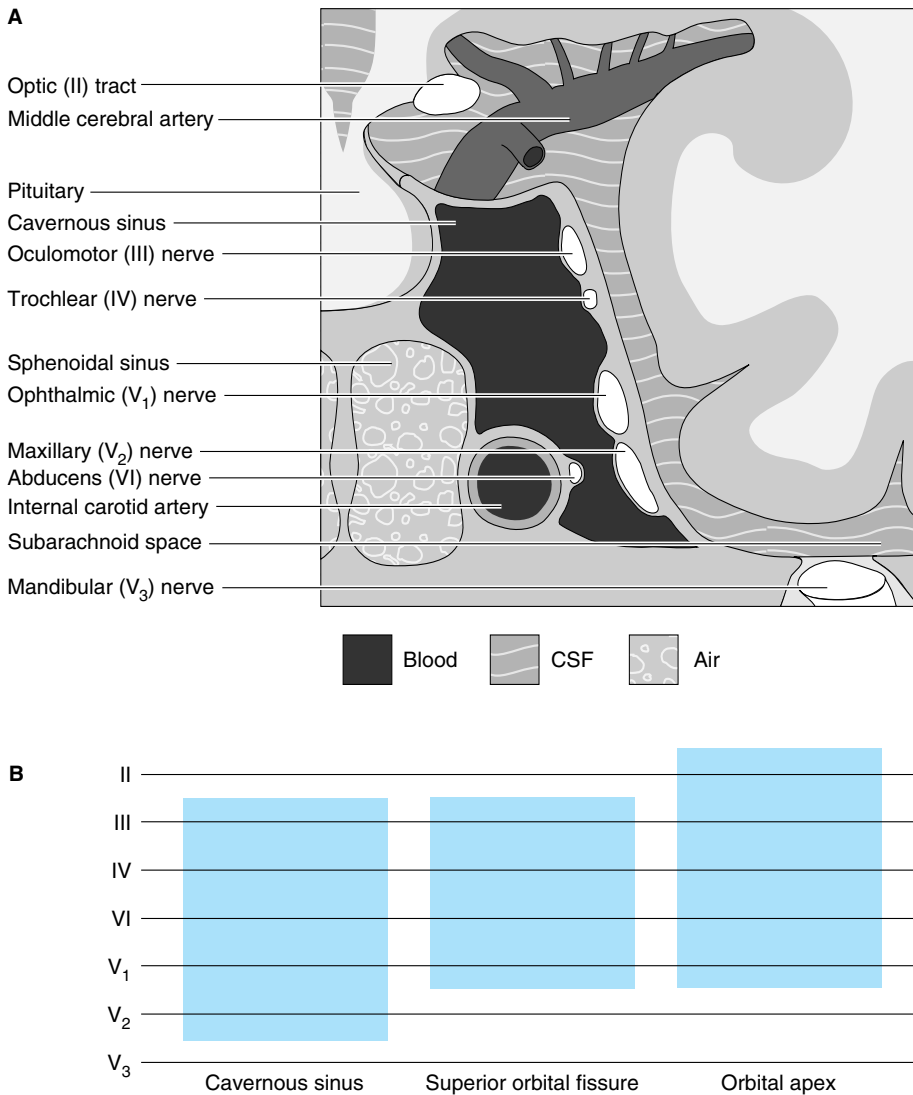 A
Optic (II) tract
Middle cerebral artery
Pituitary
Cavernous sinus
Oculomotor (III) nerve
Trochlear (IV) nerve
Sphenoidal sinus
Ophthalmic (V1) nerve
Maxillary (V2) nerve
Abducens (VI) nerve
Internal carotid artery
Subarachnoid space
Mandibular (V3) nerve
Blood CSF Air
B
II
III
IV
VI
V1
V2
V3
Cavernous sinus Superior orbital fissure Orbital apex